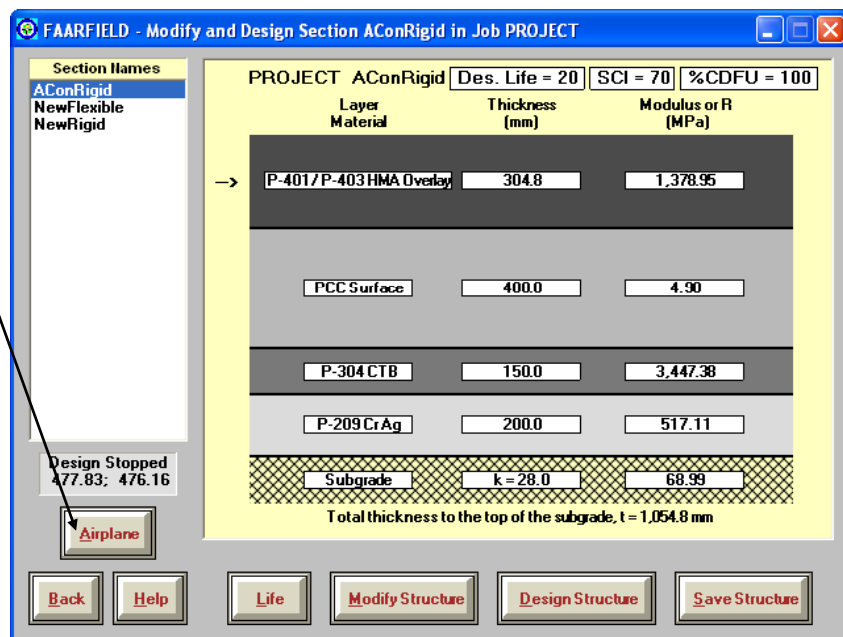 FAARFIELD - Modify and Design Section AConRigid in Job PROJECT
Section Names
AConRigid
NewFlexible
NewRigid
PROJECT AConRigid Des. Life = 20 SCI = 70 %CDFU = 100
Layer Material Thickness (mm) Modulus or R (MPa)
--> P-401/ P-403 HMA Overlay 304.8 1,378.95
PCC Surface 400.0 4.90
P-304 CTB 150.0 3,447.38
P-209 CrAg 200.0 517.11
Subgrade k = 28.0 68.99
Total thickness to the top of the subgrade, t = 1,054.8 mm
Design Stopped
477.83; 476.16
Airplane
Back Help Life Modify Structure Design Structure Save Structure